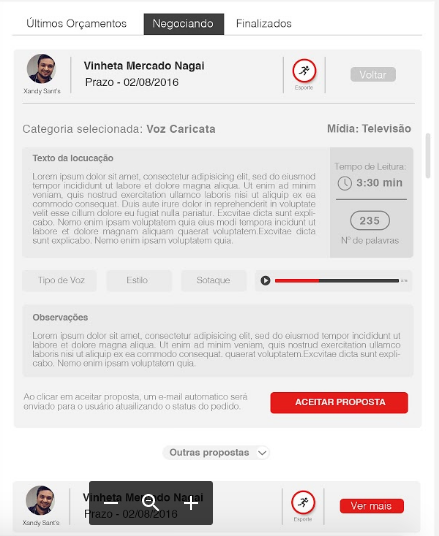 Últimos Orçamentos Negociando Finalizados
Vinheta Mercado Nagai
Prazo - 02/08/2016
Xandy Sant's
Esporte
Voltar
Categoria selecionada: Voz Caricata Mídia: Televisão
Texto da locucação
Lorem ipsum dolor sit amet, consectetur adipisicing elit, sed do eiusmod
tempor incididunt ut labore et dolore magna aliqua. Ut enim ad minim
veniam, quis nostrud exercitation ullamco laboris nisi ut aliquip ex ea
commodo consequat. Duis aute irure dolor in reprehenderit in voluptate
velit esse cillum dolore eu fugiat nulla pariatur. Excvitae dicta sunt expli-
cabo. Nemo enim ipsam voluptatem quia eius modi tempora incidunt ut
labore et dolore magnam aliquam quaerat voluptatem.Excvitae dicta
sunt explicabo. Nemo enim ipsam voluptatem quia.
Tempo de Leitura:
3:30 min
235
Nº de palavras
Tipo de Voz Estilo Sotaque
Observações
Lorem ipsum dolor sit amet, consectetur adipisicing elit, sed do eiusmod tempor incididunt ut
labore et dolore magna aliqua. Ut enim ad minim veniam, quis nostrud exercitation ullamco
laboris nisi ut aliquip ex ea commodo consequat. quaerat voluptatem.Excvitae dicta sunt expli-
cabo. Nemo enim ipsam voluptatem quia.
Ao clicar em aceitar proposta, um e-mail automatico será
enviado para o usuário atualizando o status do pedido.
ACEITAR PROPOSTA
Outras propostas
Vinheta Mercado Nagai
Prazo - 02/08/2016
Xandy Sant's
Esporte
Ver mais